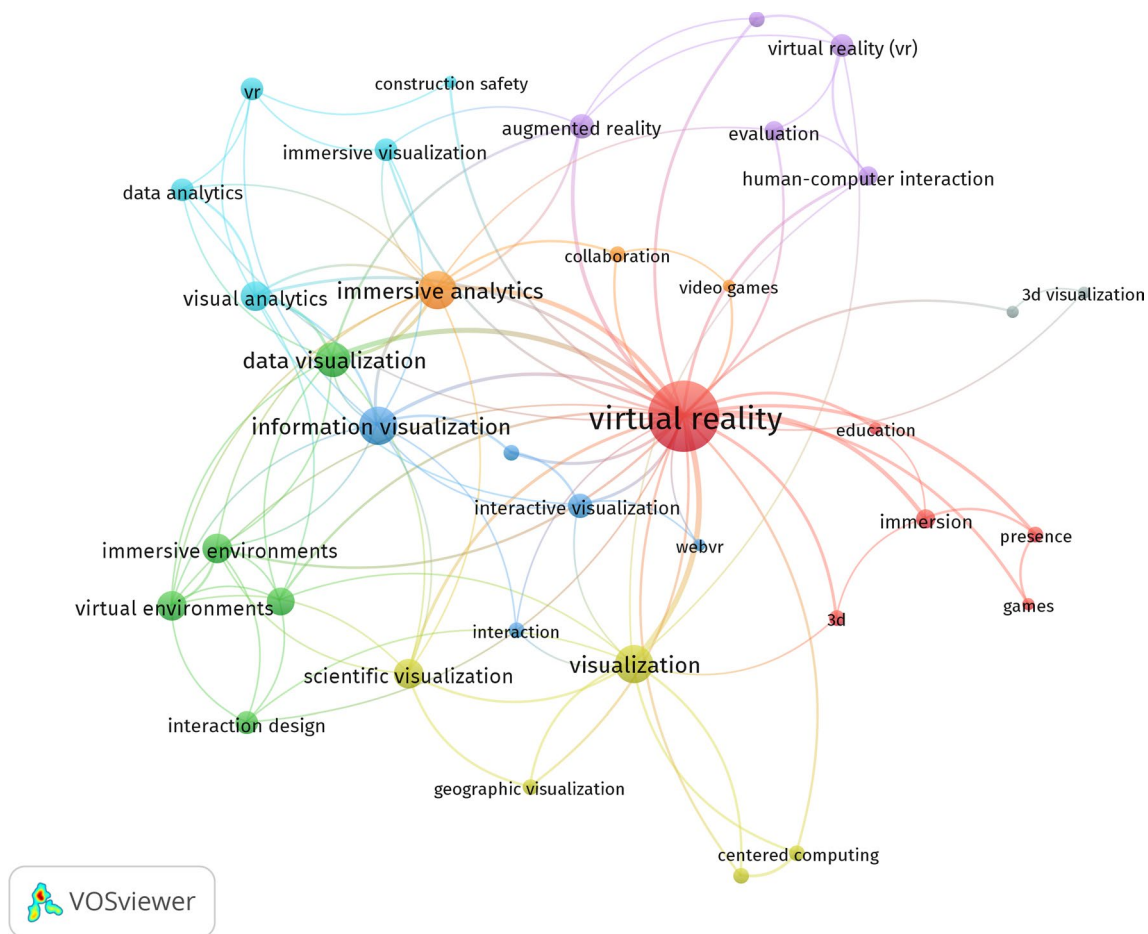 virtual reality (vr)
construction safety
vr
augmented reality
evaluation
immersive visualization
human-computer interaction
data analytics
collaboration
video games
3d visualization
visual analytics
immersive analytics
data visualization
virtual reality
information visualization
education
interactive visualization
immersion
presence
webvr
immersive environments
virtual environments
games
3d
interaction
scientific visualization
visualization
interaction design
geographic visualization
centered computing
VOSviewer